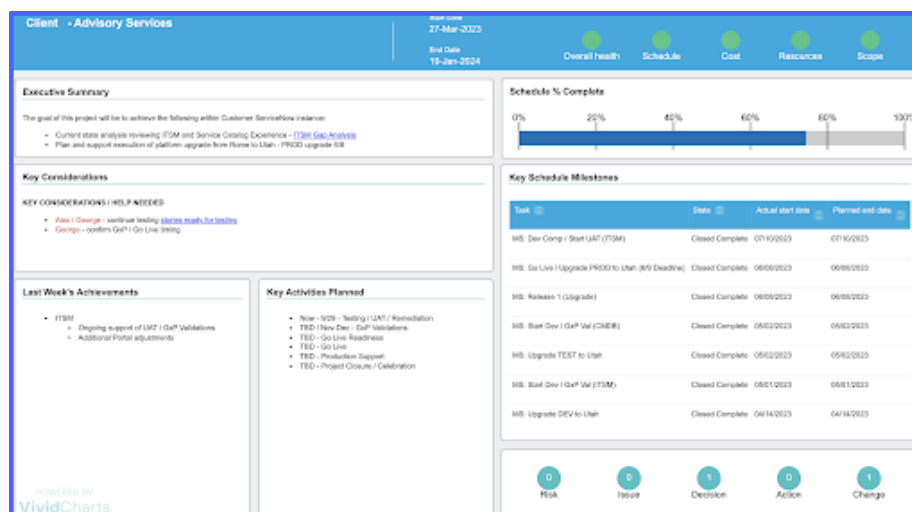 Client - Advisory Services
Start Date
27-Mar-2023
End Date
19-Jan-2024
Overall health
Schedule
Cost
Resources
Scope
Executive Summary
The goal of this project will be to achieve the following within Customer ServiceNow instance:
Current state analysis reviewing ITSM and Service Catalog Experience - ITSM Gap Analysis
Plan and support execution of platform upgrade from Rome to Utah - PROD upgrade 6/8
Key Considerations
KEY CONSIDERATIONS / HELP NEEDED
Alex / George - continue testing stories ready for testing
George - confirm GxP / Go Live timing
Last Week's Achievements
ITSM
Ongoing support of UAT / GxP Validations
Additional Portal adjustments
Key Activities Planned
Now - 9/29 - Testing / UAT / Remediation
TBD / Nov Dec - GxP Validations
TBD - Go Live Readiness
TBD - Go Live
TBD - Production Support
TBD - Project Closure / Celebration
Schedule % Complete
0% 20% 40% 60% 80% 100%
Key Schedule Milestones
Task State Actual start date Planned end date
MS: Dev Comp / Start UAT (ITSM) Closed Complete 07/10/2023 07/10/2023
MS: Go Live / Upgrade PROD to Utah (6/9 Deadline) Closed Complete 06/08/2023 06/08/2023
MS: Release 1 (Upgrade) Closed Complete 06/08/2023 06/08/2023
MS: Start Dev / GxP Val (CMDB) Closed Complete 05/02/2023 05/02/2023
MS: Upgrade TEST to Utah Closed Complete 05/02/2023 05/02/2023
MS: Start Dev / GxP Val (ITSM) Closed Complete 05/01/2023 05/01/2023
MS: Upgrade DEV to Utah Closed Complete 04/14/2023 04/14/2023
0 0 1 0 1
Risk Issue Decision Action Change
POWERED BY
VividCharts